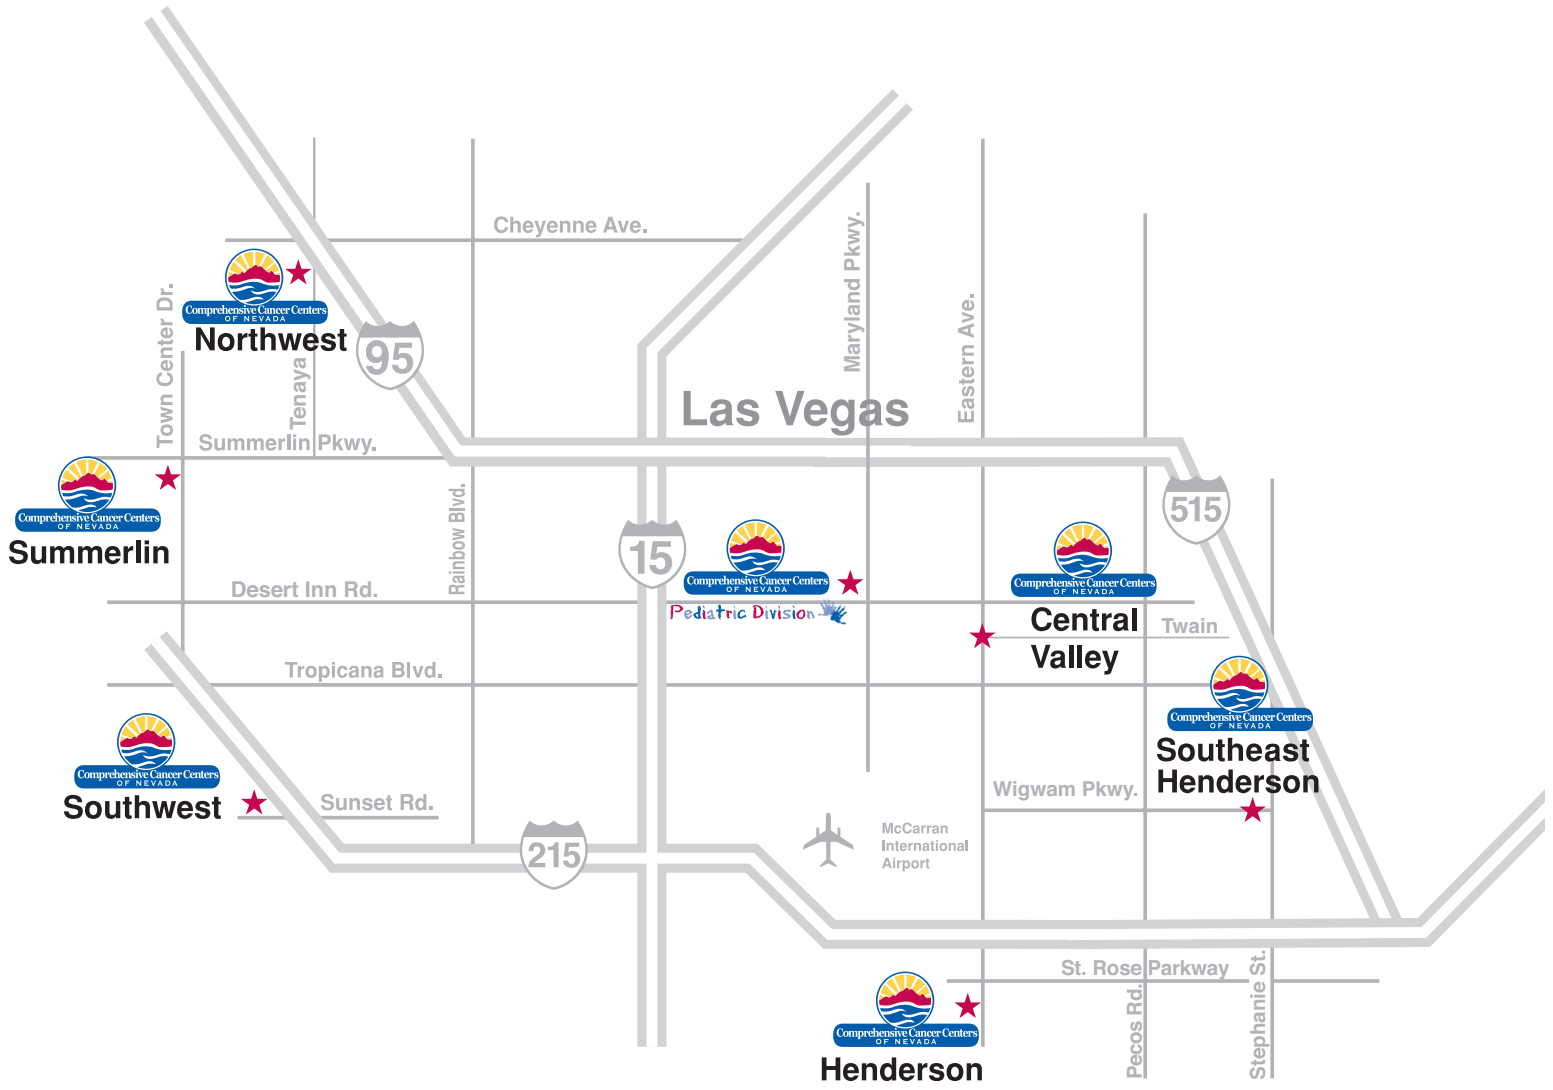 Cheyenne Ave.
Maryland Pkwy.
Comprehensive Cancer Centers
OF NEVADA
Northwest
Town Center Dr.
Tenaya
95
Eastern Ave.
Las Vegas
Summerlin Pkwy.
Comprehensive Cancer Centers
OF NEVADA
Summerlin
Rainbow Blvd.
15
515
Comprehensive Cancer Centers
OF NEVADA
Pediatric Division
Comprehensive Cancer Centers
OF NEVADA
Central
Valley
Desert Inn Rd.
Twain
Tropicana Blvd.
Comprehensive Cancer Centers
OF NEVADA
Southeast
Henderson
Comprehensive Cancer Centers
OF NEVADA
Southwest
Sunset Rd.
Wigwam Pkwy.
215
McCarran
International
Airport
St. Rose Parkway
Pecos Rd.
Stephanie St.
Comprehensive Cancer Centers
OF NEVADA
Henderson